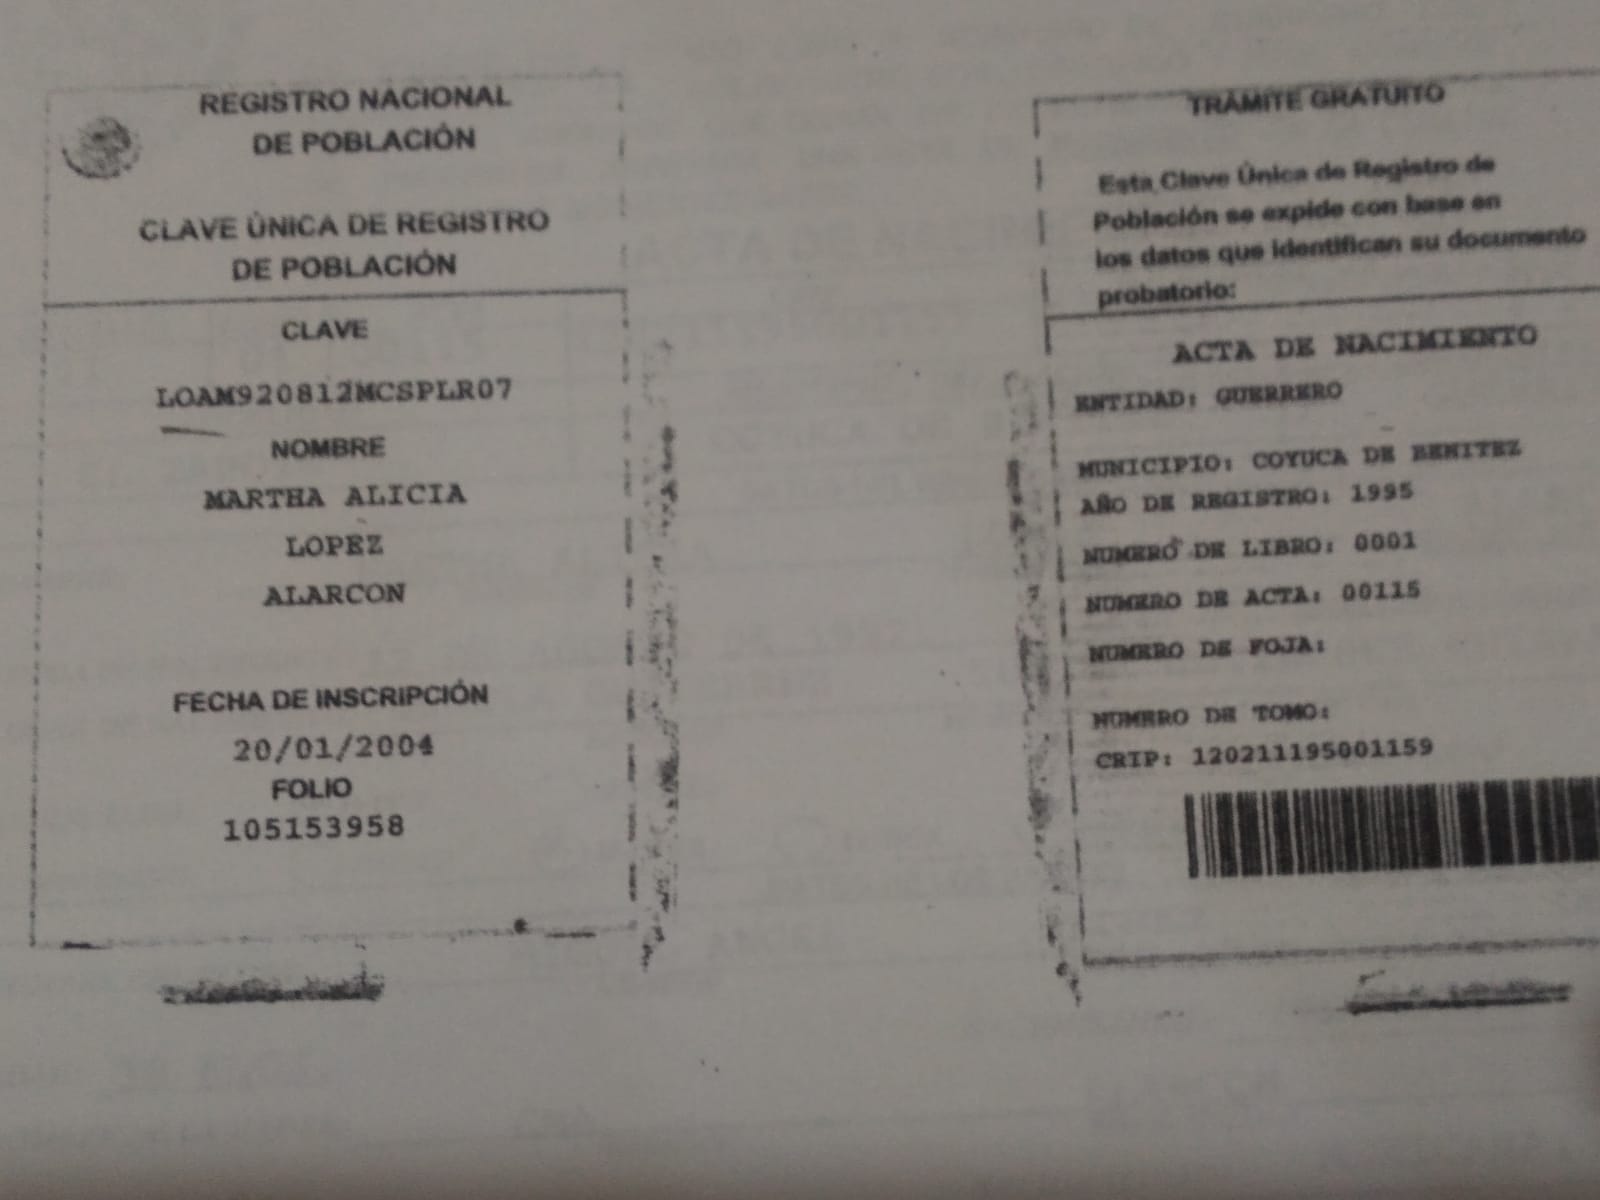 REGISTRO NACIONAL
DE POBLACIÓN
CLAVE ÚNICA DE REGISTRO
DE POBLACIÓN
CLAVE
LOAM920812MCSPLR07
NOMBRE
MARTHA ALICIA
LOPEZ
ALARCON
FECHA DE INSCRIPCIÓN
20/01/2004
FOLIO
105153958
TRÁMITE GRATUITO
Esta Clave Única de Registro de
Población se expide con base en
los datos que identifican su documento
probatorio:
ACTA DE NACIMIENTO
ENTIDAD: GUERRERO
MUNICIPIO: COYUCA DE BENITEZ
AÑO DE REGISTRO: 1995
NUMERO DE LIBRO: 0001
NUMERO DE ACTA: 00115
NUMERO DE FOJA:
NUMERO DE TOMO:
CRIP: 120211195001159